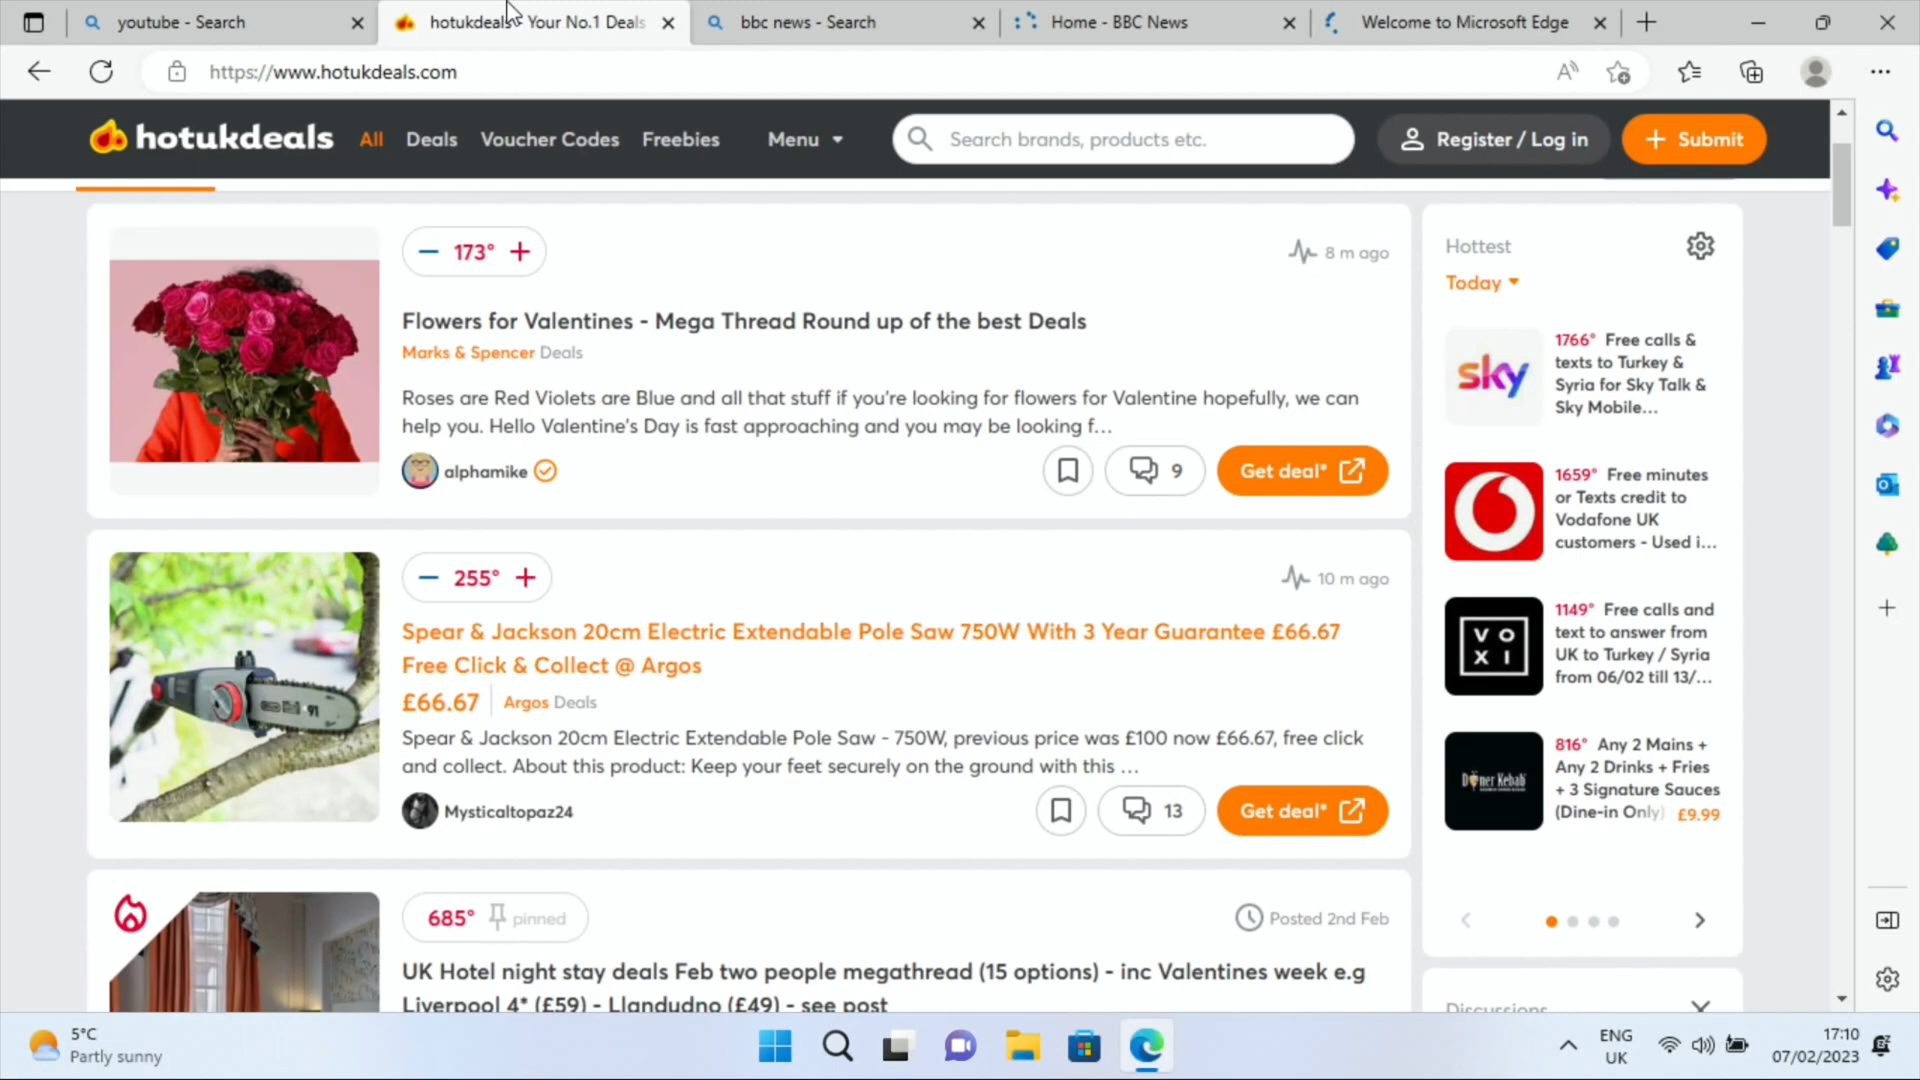 youtube - Search
hotukdeals - Your No.1 Deals
bbc news - Search
Home - BBC News
Welcome to Microsoft Edge
https://www.hotukdeals.com
hotukdeals
All
Deals
Voucher Codes
Freebies
Menu
Search brands, products etc.
Register / Log in
Submit
173°
8 m ago
Flowers for Valentines - Mega Thread Round up of the best Deals
Marks & Spencer Deals
Roses are Red Violets are Blue and all that stuff if you're looking for flowers for Valentine hopefully, we can
help you. Hello Valentine's Day is fast approaching and you may be looking f...
alphamike
9
Get deal*
255°
10 m ago
Spear & Jackson 20cm Electric Extendable Pole Saw 750W With 3 Year Guarantee £66.67
Free Click & Collect @ Argos
£66.67
Argos Deals
Spear & Jackson 20cm Electric Extendable Pole Saw - 750W, previous price was £100 now £66.67, free click
and collect. About this product: Keep your feet securely on the ground with this ...
Mysticaltopaz24
13
Get deal*
685°
pinned
Posted 2nd Feb
UK Hotel night stay deals Feb two people megathread (15 options) - inc Valentines week e.g
Liverpool 4* (£59) - Llandudno (£49) - see post
Hottest
Today
sky
1766° Free calls &
texts to Turkey &
Syria for Sky Talk &
Sky Mobile...
1659° Free minutes
or Texts credit to
Vodafone UK
customers - Used i...
VO
XI
1149° Free calls and
text to answer from
UK to Turkey / Syria
from 06/02 till 13/...
Döner Kebab
816° Any 2 Mains +
Any 2 Drinks + Fries
+ 3 Signature Sauces
(Dine-in Only)
£9.99
Discussions
5°C
Partly sunny
ENG
UK
17:10
07/02/2023